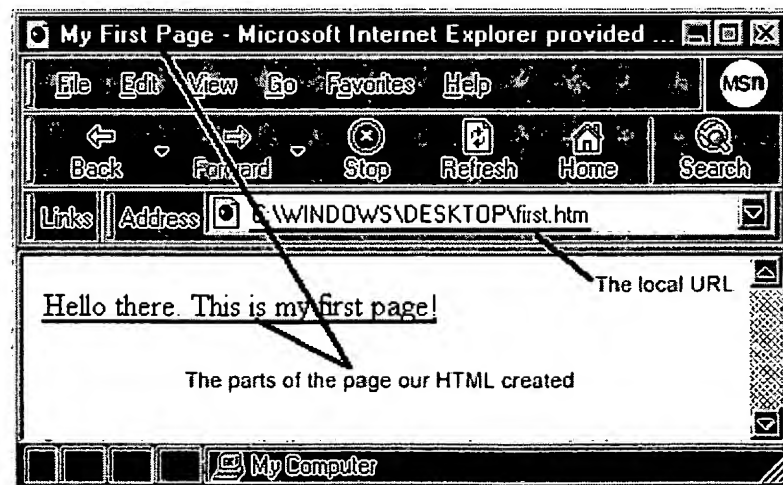 My First Page - Microsoft Internet Explorer provided ...
File Edit View Go Favorites Help msn
Back Forward Stop Refresh Home Search
Links Address C:\WINDOWS\DESKTOP\first.htm
The local URL
Hello there. This is my first page!
The parts of the page our HTML created
My Computer